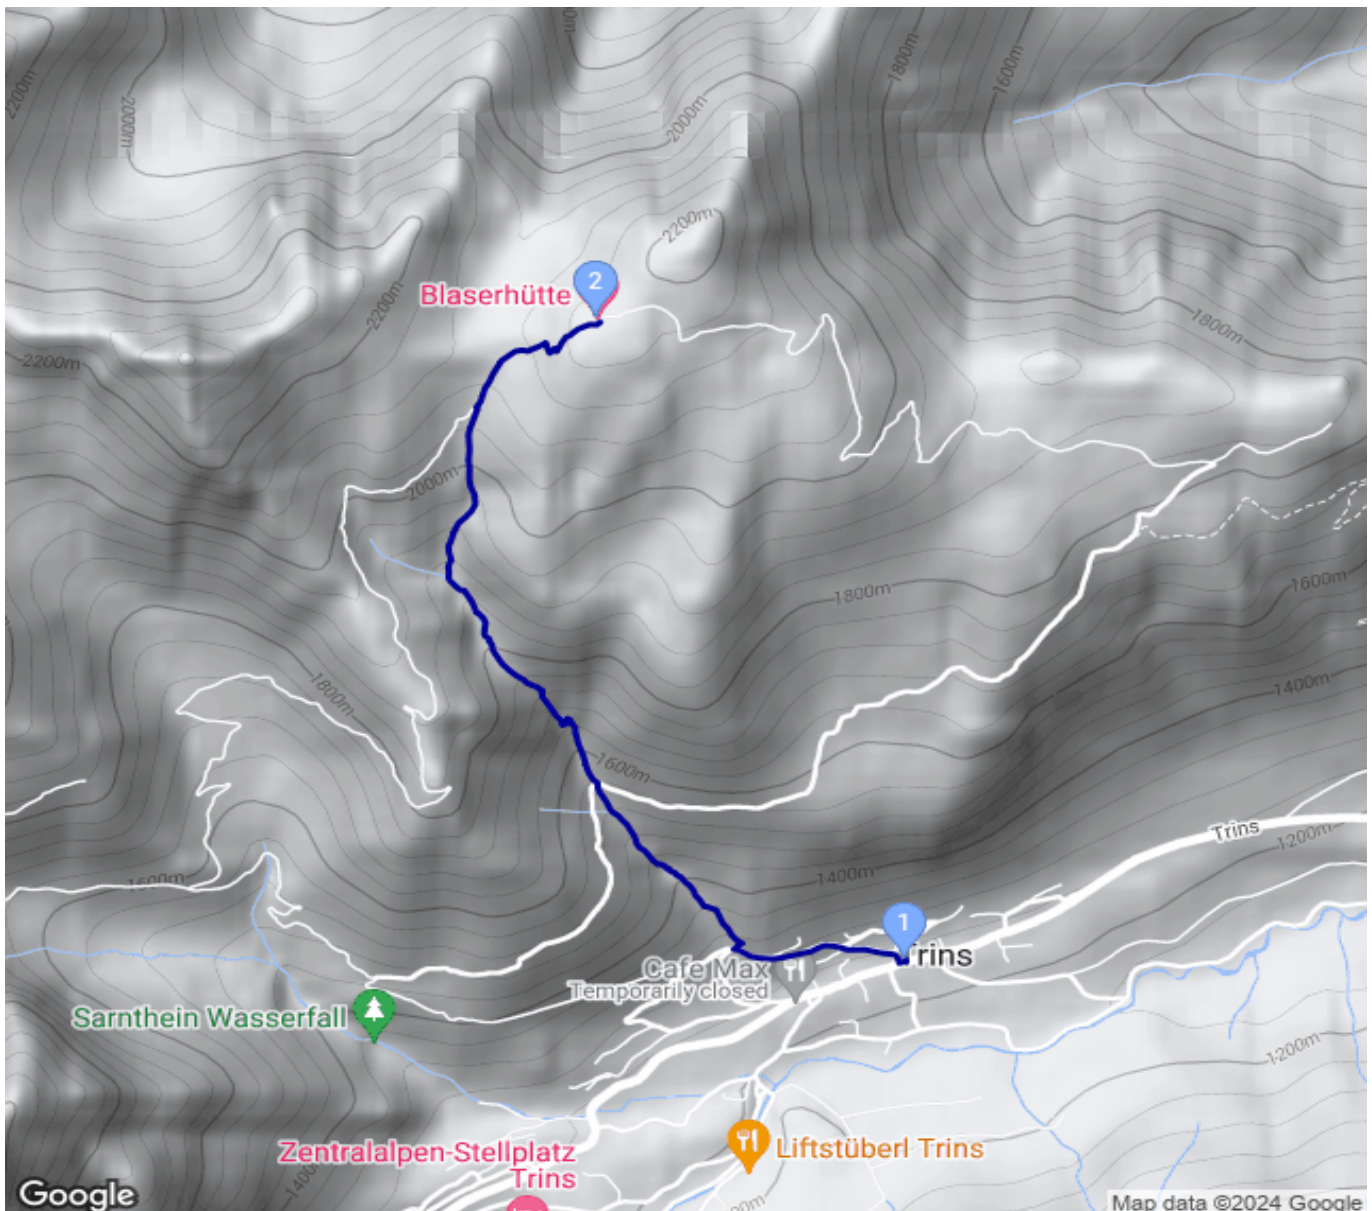 2200m
2000m
2000m
1800m
1600m
2000m
2200m
2
Blaserhütte
2200m
2200m
1800m
2000m
1800m
1600m
1400m
1800m
1600m
Trins
1200m
1400m
1600m
1
Trins
Cafe Max
Temporarily closed
Sarnthein Wasserfall
1200m
Zentralalpen-Stellplatz
Trins
Liftstüberl Trins
1400m
Google
Map data ©2024 Google